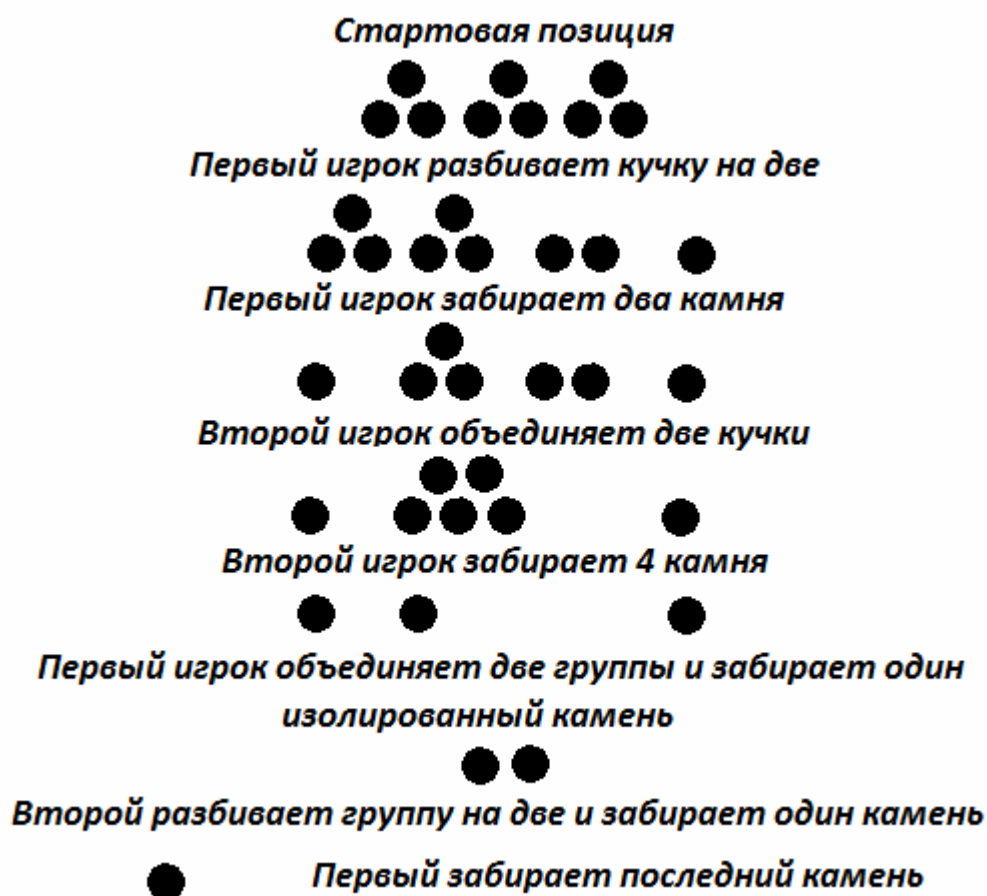 Стартовая позиция
Первый игрок разбивает кучку на две
Первый игрок забирает два камня
Второй игрок объединяет две кучки
Второй игрок забирает 4 камня
Первый игрок объединяет две группы и забирает один
изолированный камень
Второй разбивает группу на две и забирает один камень
Первый забирает последний камень